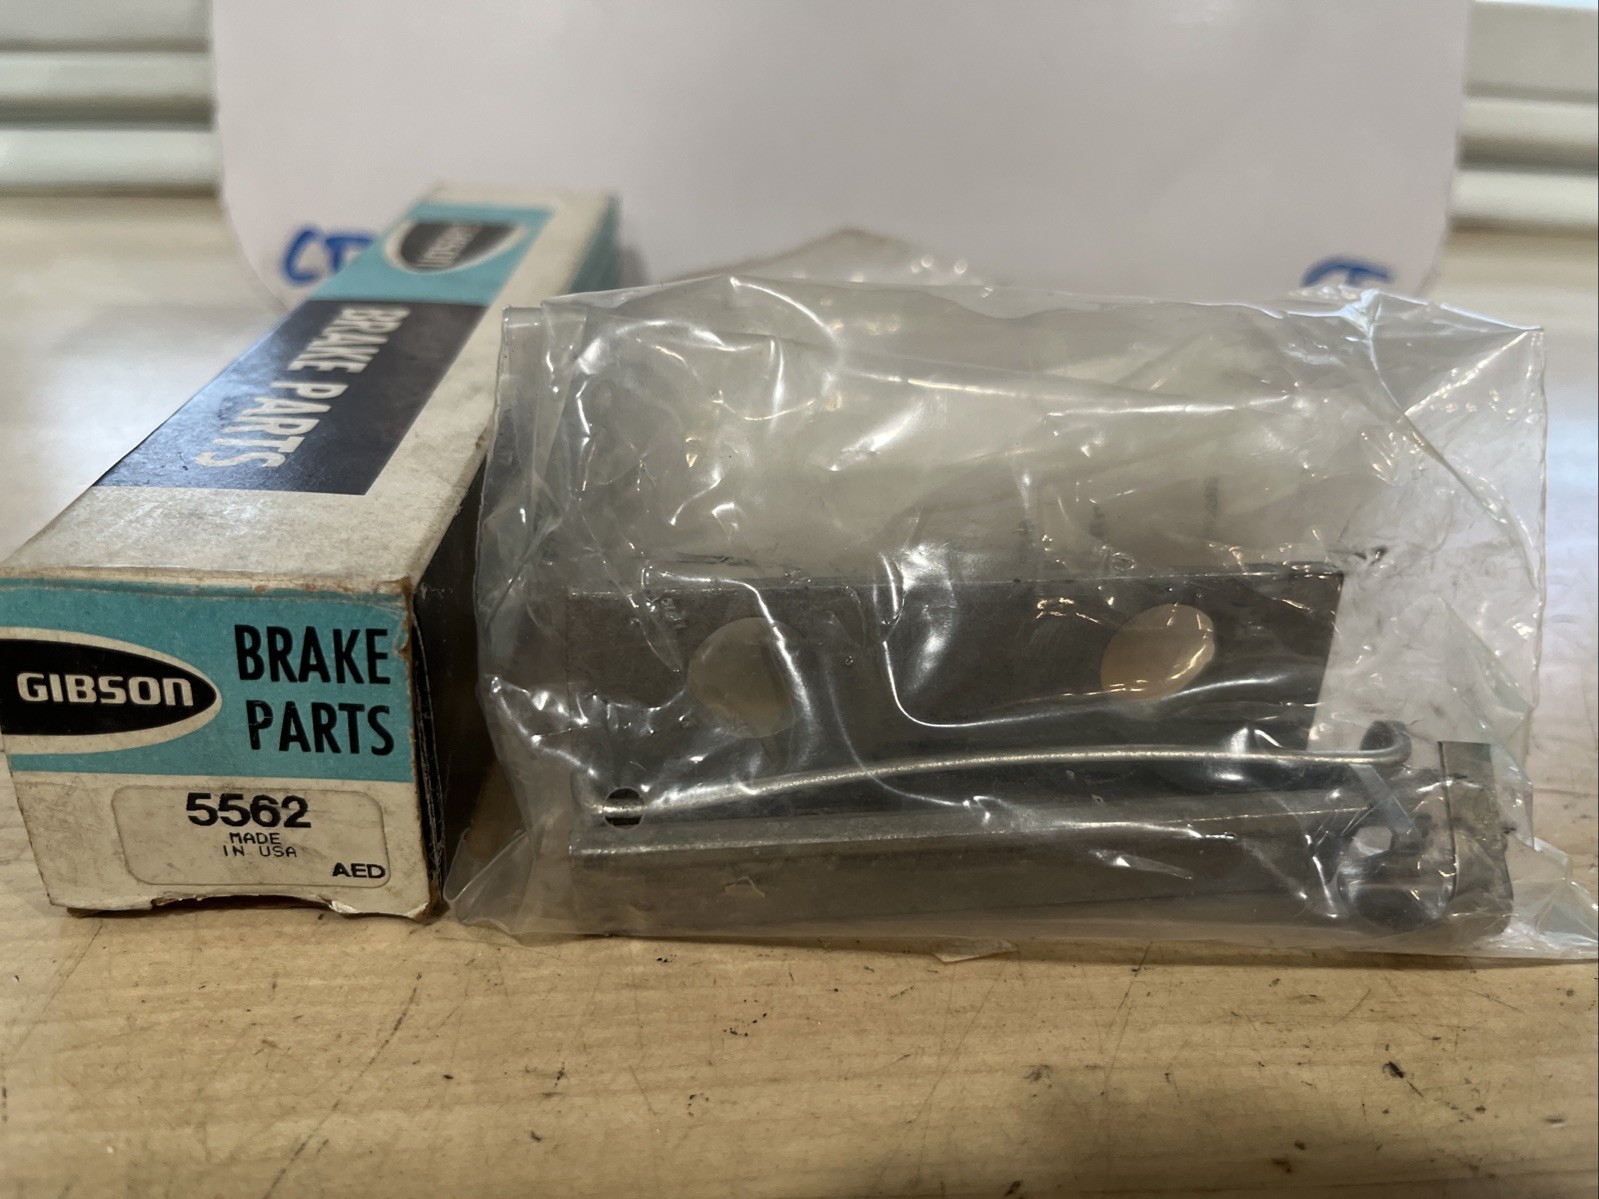 GIBSON
BRAKE PARTS
GIBSON
BRAKE
PARTS
5562
MADE
IN USA
AED